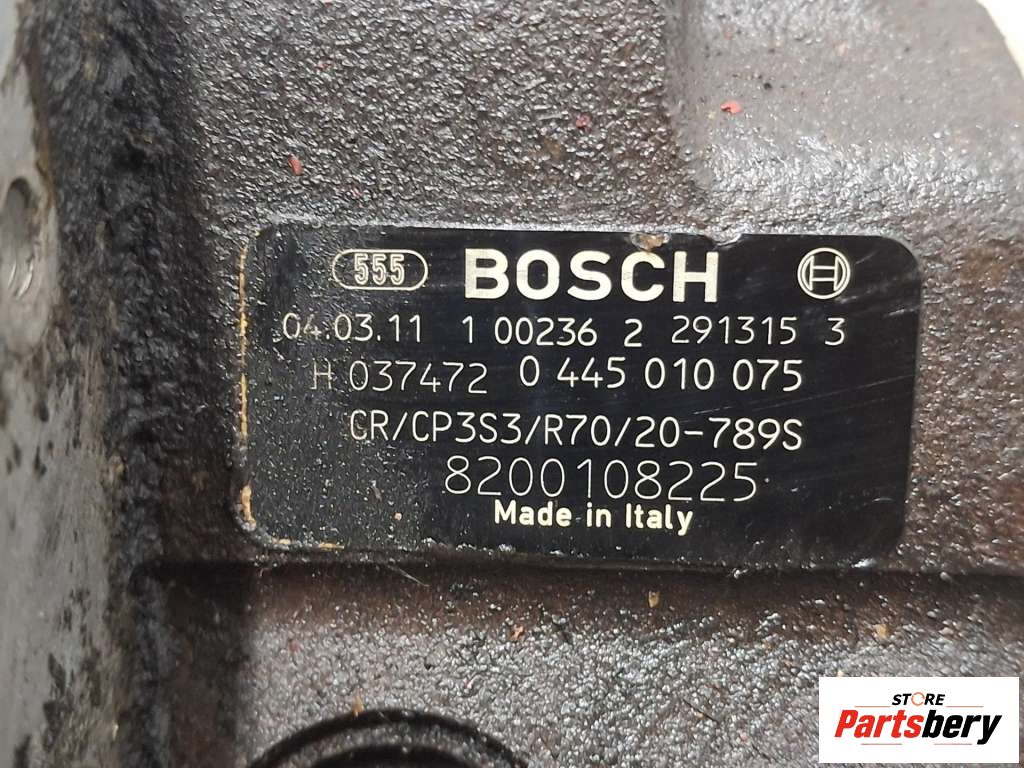 555 BOSCH
04.03.11 1 00236 2 291315 3
H 037472 0 445 010 075
CR/CP3S3/R70/20-789S
8200108225
Made in Italy
STORE
Partsbery